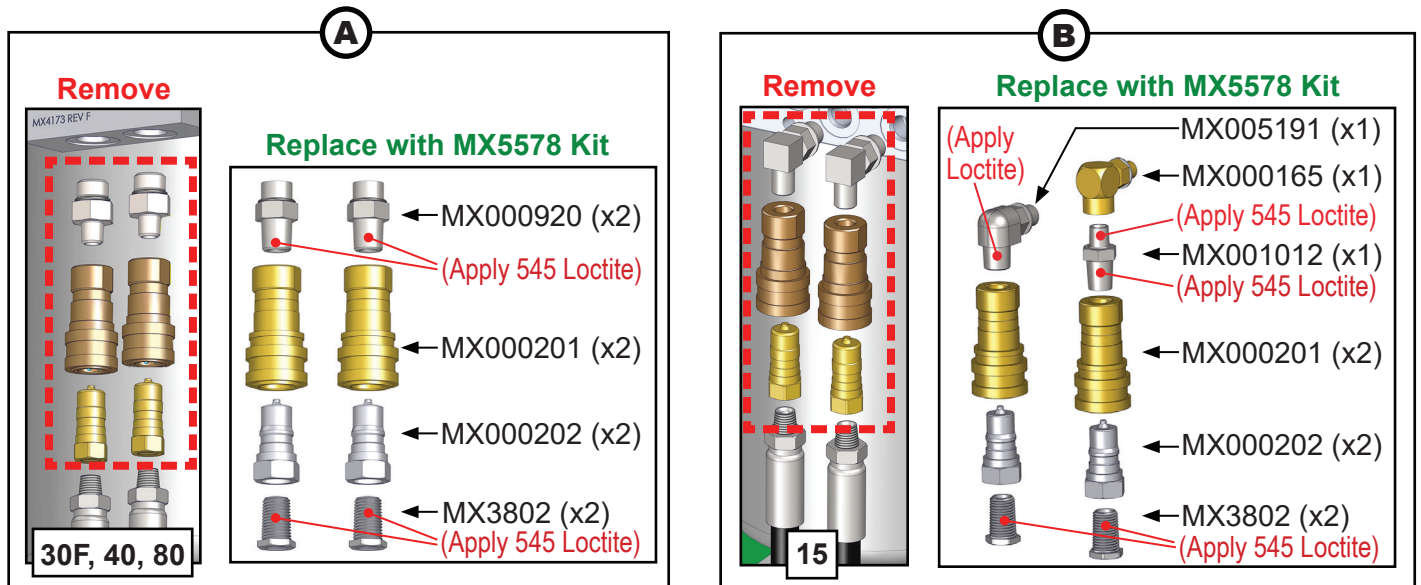 A
Remove
MX4173 REV F
Replace with MX5578 Kit
MX000920 (x2)
(Apply 545 Loctite)
MX000201 (x2)
MX000202 (x2)
MX3802 (x2)
(Apply 545 Loctite)
30F, 40, 80
B
Remove
Replace with MX5578 Kit
(Apply
Loctite)
MX005191 (x1)
MX000165 (x1)
(Apply 545 Loctite)
MX001012 (x1)
(Apply 545 Loctite)
MX000201 (x2)
MX000202 (x2)
MX3802 (x2)
(Apply 545 Loctite)
15